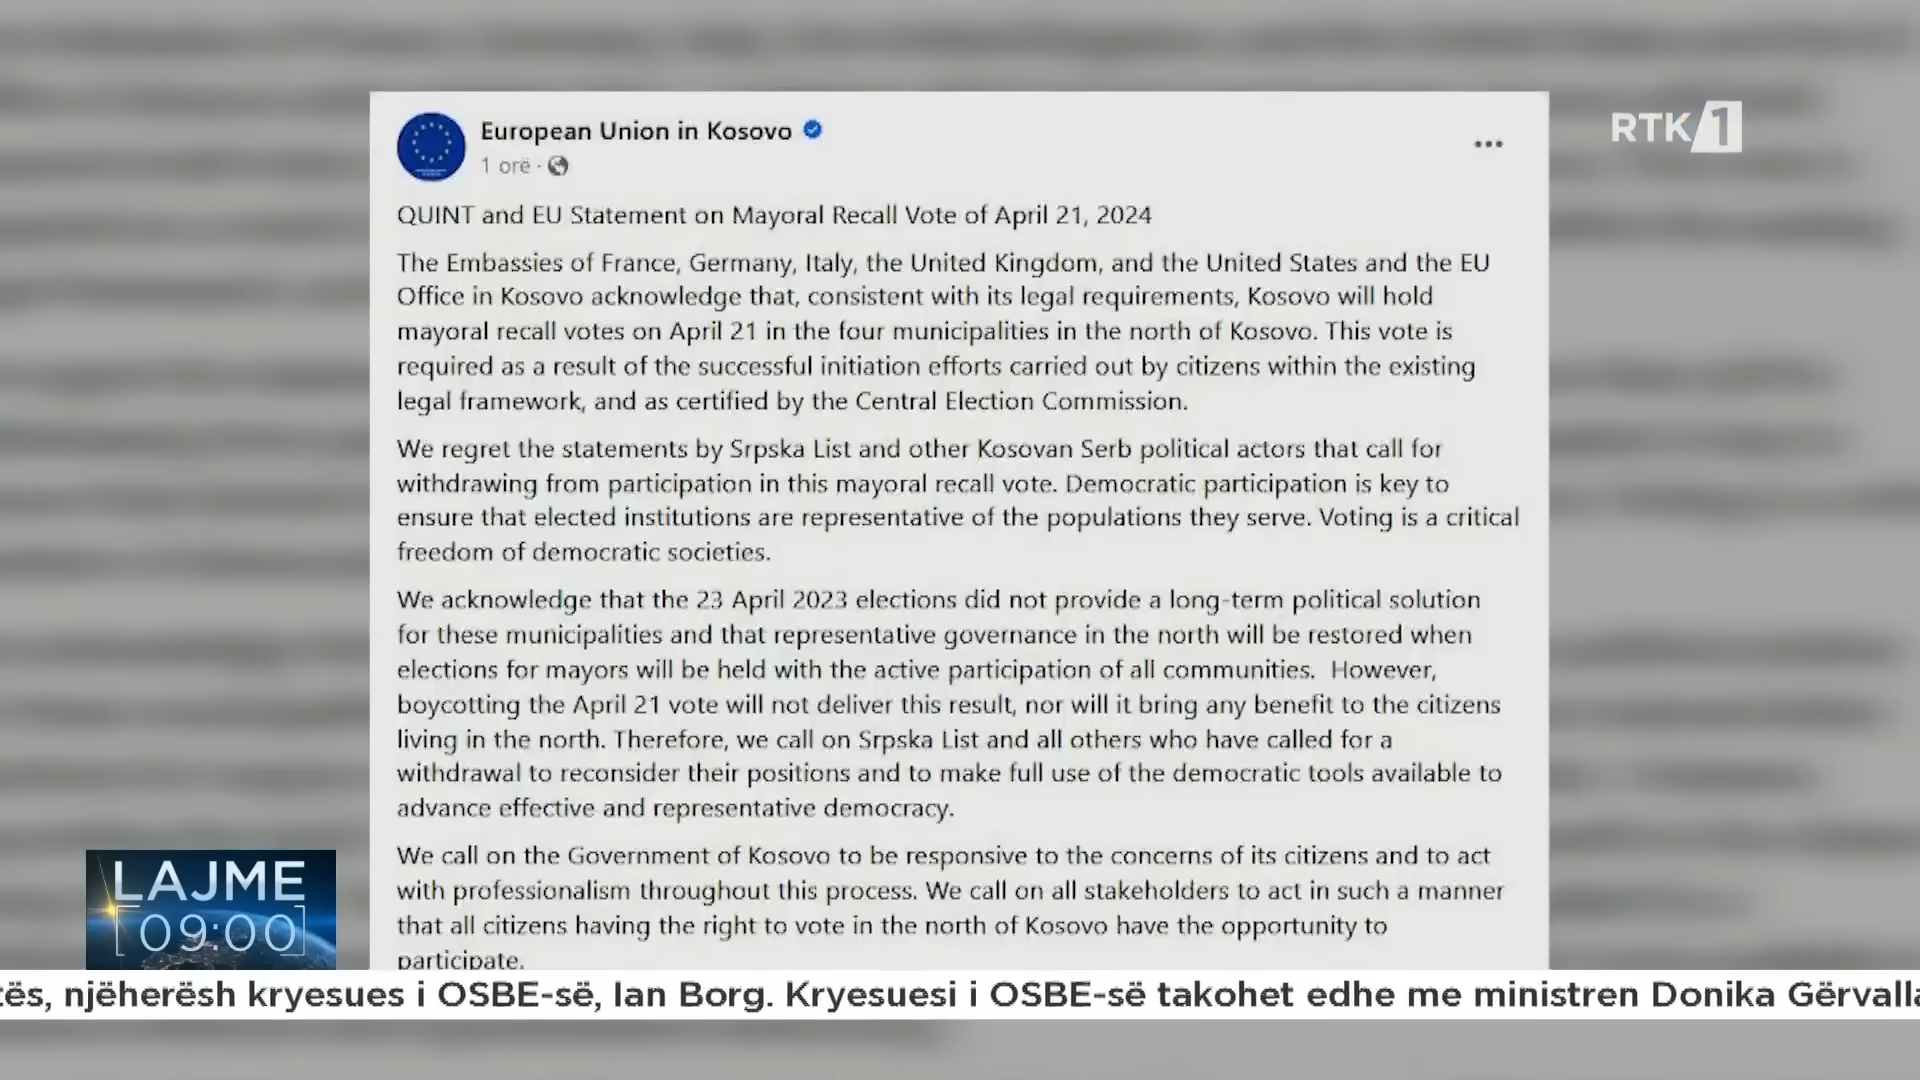 European Union in Kosovo
1 orë ·
RTK 1
QUINT and EU Statement on Mayoral Recall Vote of April 21, 2024
The Embassies of France, Germany, Italy, the United Kingdom, and the United States and the EU
Office in Kosovo acknowledge that, consistent with its legal requirements, Kosovo will hold
mayoral recall votes on April 21 in the four municipalities in the north of Kosovo. This vote is
required as a result of the successful initiation efforts carried out by citizens within the existing
legal framework, and as certified by the Central Election Commission.
We regret the statements by Srpska List and other Kosovan Serb political actors that call for
withdrawing from participation in this mayoral recall vote. Democratic participation is key to
ensure that elected institutions are representative of the populations they serve. Voting is a critical
freedom of democratic societies.
We acknowledge that the 23 April 2023 elections did not provide a long-term political solution
for these municipalities and that representative governance in the north will be restored when
elections for mayors will be held with the active participation of all communities. However,
boycotting the April 21 vote will not deliver this result, nor will it bring any benefit to the citizens
living in the north. Therefore, we call on Srpska List and all others who have called for a
withdrawal to reconsider their positions and to make full use of the democratic tools available to
advance effective and representative democracy.
We call on the Government of Kosovo to be responsive to the concerns of its citizens and to act
with professionalism throughout this process. We call on all stakeholders to act in such a manner
that all citizens having the right to vote in the north of Kosovo have the opportunity to
participate.
LAJME
09:00
tës, njëherësh kryesues i OSBE-së, Ian Borg. Kryesuesi i OSBE-së takohet edhe me ministren Donika Gërvalla